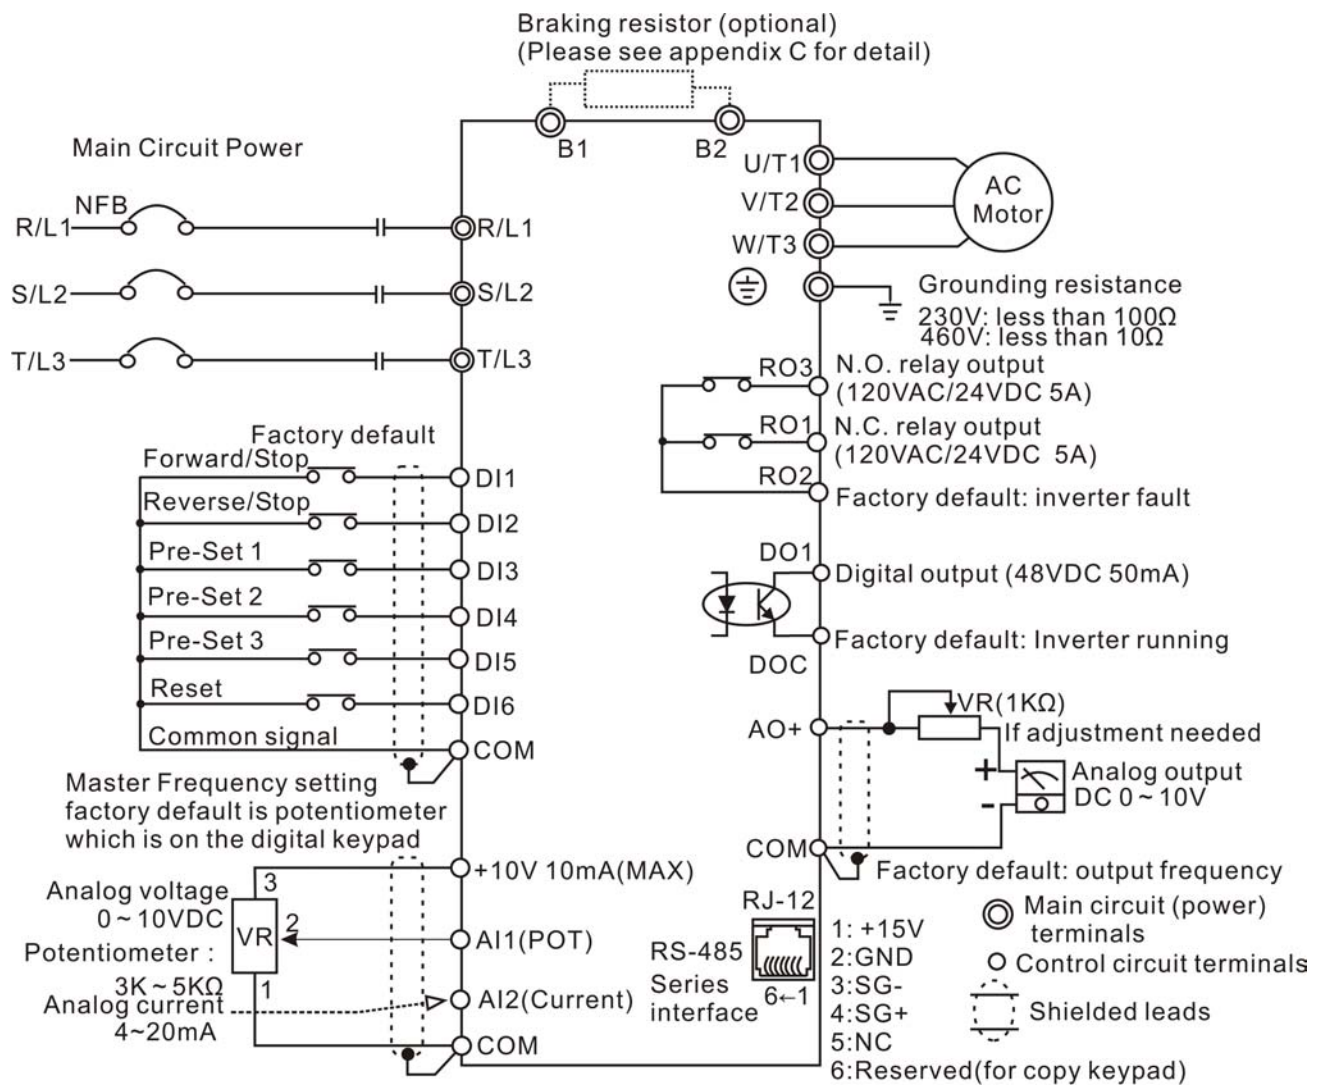 Braking resistor (optional)
(Please see appendix C for detail)
B1
B2
Main Circuit Power
NFB
R/L1
R/L1
S/L2
S/L2
T/L3
T/L3
U/T1
V/T2
W/T3
AC
Motor
Grounding resistance
230V: less than 100Ω
460V: less than 10Ω
RO3
N.O. relay output
(120VAC/24VDC 5A)
RO1
N.C. relay output
(120VAC/24VDC 5A)
RO2
Factory default: inverter fault
Factory default
Forward/Stop
DI1
Reverse/Stop
DI2
Pre-Set 1
DI3
Pre-Set 2
DI4
Pre-Set 3
DI5
Reset
DI6
Common signal
COM
DO1
Digital output (48VDC 50mA)
Factory default: Inverter running
DOC
AO+
VR(1KΩ)
If adjustment needed
+
-
Analog output
DC 0~10V
COM
Factory default: output frequency
Master Frequency setting
factory default is potentiometer
which is on the digital keypad
+10V 10mA(MAX)
3
Analog voltage
0~10VDC
VR
2
AI1(POT)
Potentiometer :
3K~5KΩ
1
Analog current
4~20mA
AI2(Current)
COM
RJ-12
RS-485
Series
interface
6←1
1: +15V
2:GND
3:SG-
4:SG+
5:NC
6:Reserved(for copy keypad)
Main circuit (power)
terminals
Control circuit terminals
Shielded leads